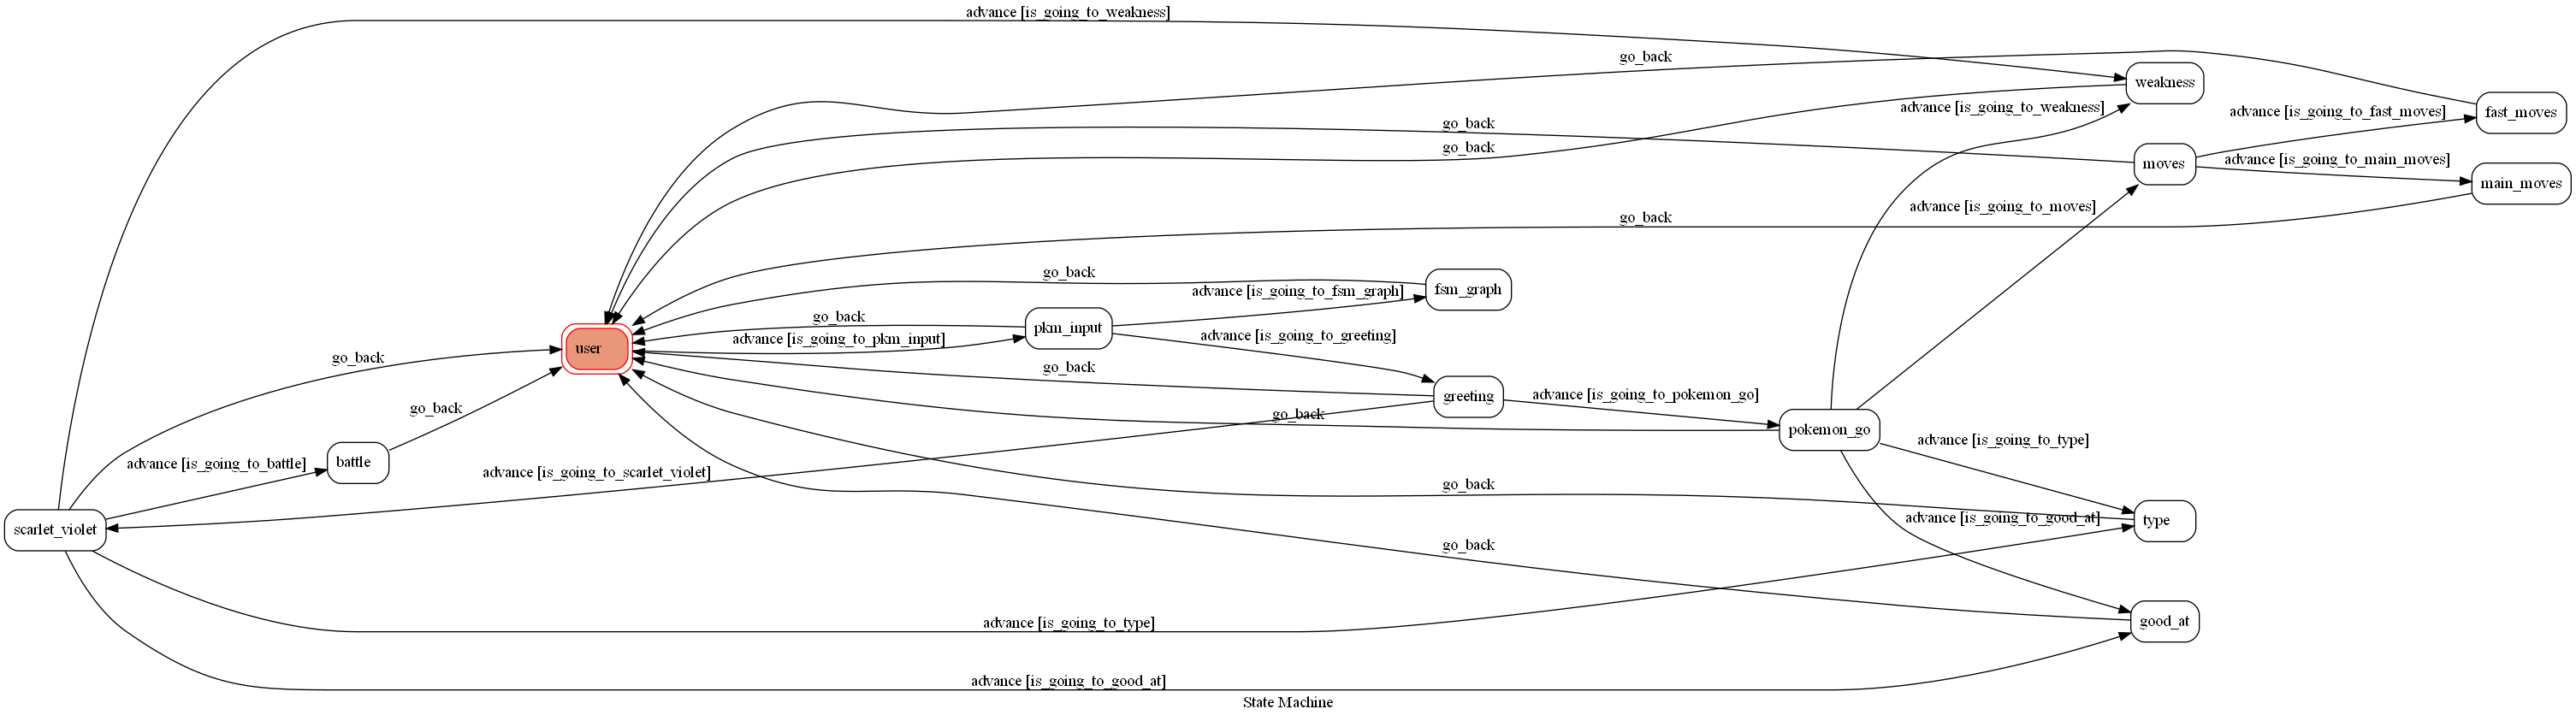 advance [is_going_to_weakness]
go_back
weakness
fast_moves
advance [is_going_to_weakness]
advance [is_going_to_fast_moves]
go_back
go_back
moves
advance [is_going_to_main_moves]
main_moves
advance [is_going_to_moves]
go_back
go_back
advance [is_going_to_fsm_graph]
fsm_graph
go_back
pkm_input
advance [is_going_to_pkm_input]
advance [is_going_to_greeting]
user
go_back
go_back
greeting
advance [is_going_to_pokemon_go]
go_back
go_back
pokemon_go
advance [is_going_to_type]
advance [is_going_to_battle]
battle
advance [is_going_to_scarlet_violet]
go_back
advance [is_going_to_good_at]
type
scarlet_violet
go_back
advance [is_going_to_type]
good_at
advance [is_going_to_good_at]
State Machine